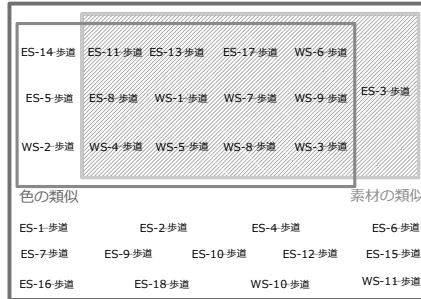 ES-14-歩道 ES-11-歩道 ES-13-歩道 ES-17-歩道 WS-6-歩道
ES-3-歩道
ES-5-歩道 ES-8-歩道 WS-1-歩道 WS-7-歩道 WS-9-歩道
WS-2-歩道 WS-4-歩道 WS-5-歩道 WS-8-歩道 WS-3-歩道
色の類似 素材の類似
ES-1-歩道 ES-2-歩道 ES-4-歩道 ES-6-歩道
ES-7-歩道 ES-9-歩道 ES-10-歩道 ES-12-歩道 ES-15-歩道
ES-16-歩道 ES-18-歩道 WS-10-歩道 WS-11-歩道